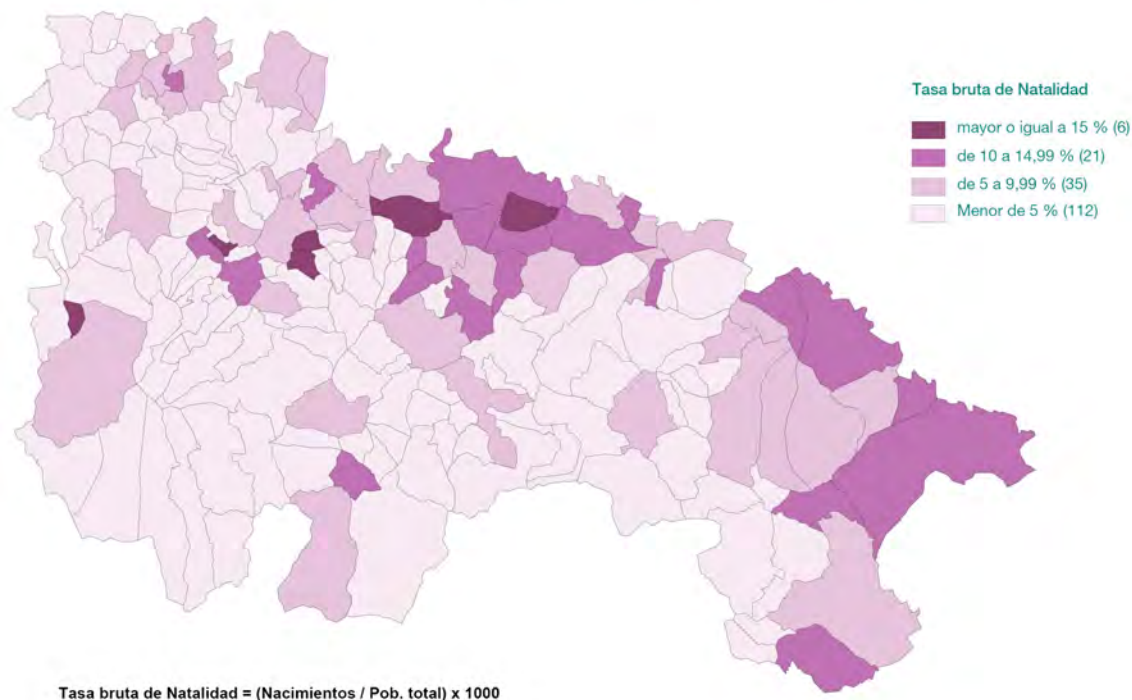 Tasa bruta de Natalidad
mayor o igual a 15 % (6)
de 10 a 14,99 % (21)
de 5 a 9,99 % (35)
Menor de 5 % (112)
Tasa bruta de Natalidad = (Nacimientos / Pob. total) x 1000